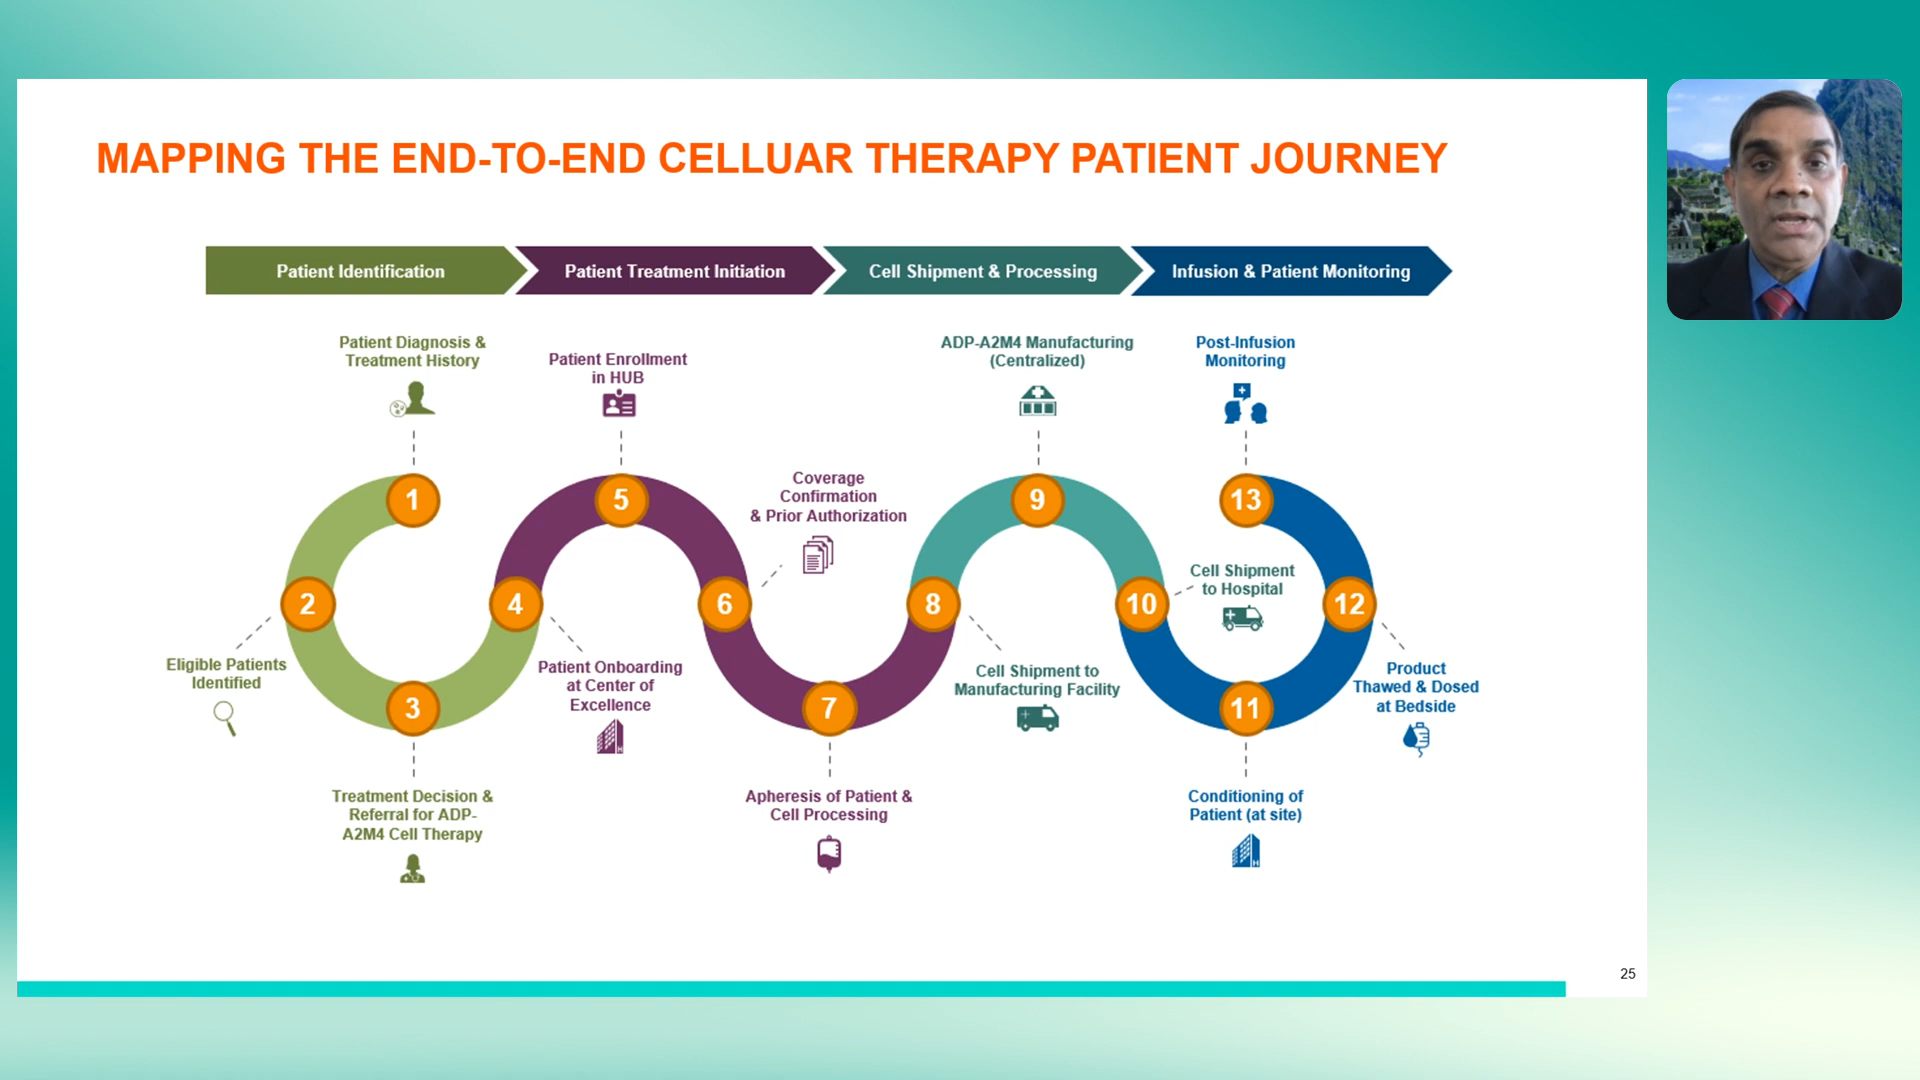 MAPPING THE END-TO-END CELLUAR THERAPY PATIENT JOURNEY
Patient Identification
Patient Treatment Initiation
Cell Shipment & Processing
Infusion & Patient Monitoring
Patient Diagnosis &
Treatment History
1
2
Eligible Patients
Identified
3
Treatment Decision &
Referral for ADP-
A2M4 Cell Therapy
4
Patient Onboarding
at Center of
Excellence
H
Patient Enrollment
in HUB
5
6
Coverage
Confirmation
& Prior Authorization
7
Apheresis of Patient &
Cell Processing
8
Cell Shipment to
Manufacturing Facility
ADP-A2M4 Manufacturing
(Centralized)
9
10
Cell Shipment
to Hospital
11
Conditioning of
Patient (at site)
H
12
Product
Thawed & Dosed
at Bedside
Post-Infusion
Monitoring
13
25